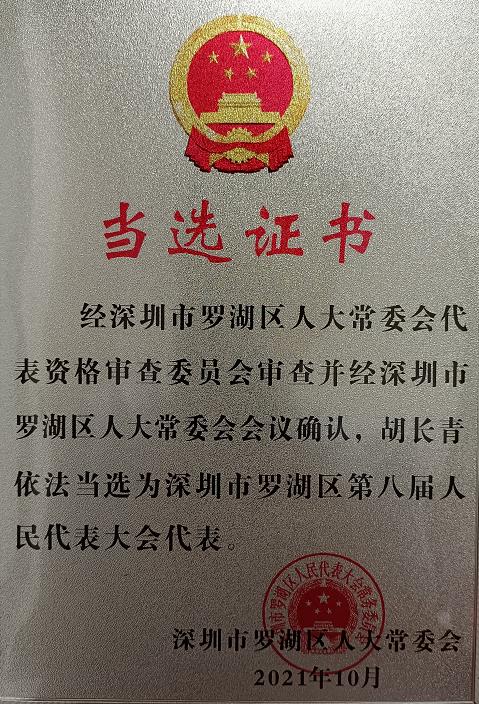 当选证书
经深圳市罗湖区人大常委会代
表资格审查委员会审查并经深圳市
罗湖区人大常委会会议确认，胡长青
依法当选为深圳市罗湖区第八届人
民代表大会代表。
深圳市罗湖区人大常委会
2021年10月